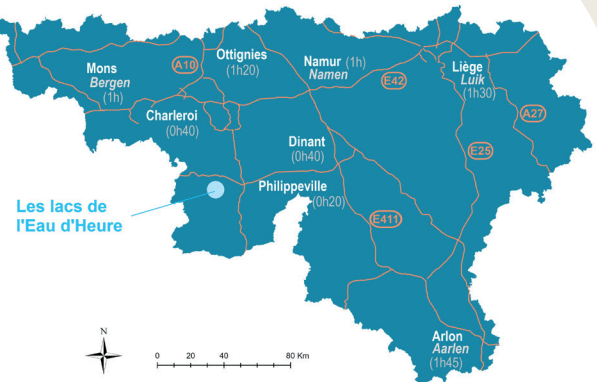 Mons
Bergen
(1h)
A10
Ottignies
(1h20)
Namur (1h)
Namen
E42
Liège
Luik
(1h30)
A27
Charleroi
(0h40)
Dinant
(0h40)
E25
Philippeville
(0h20)
Les lacs de
l'Eau d'Heure
E411
N
0 20 40 80 Km
Arlon
Aarlen
(1h45)